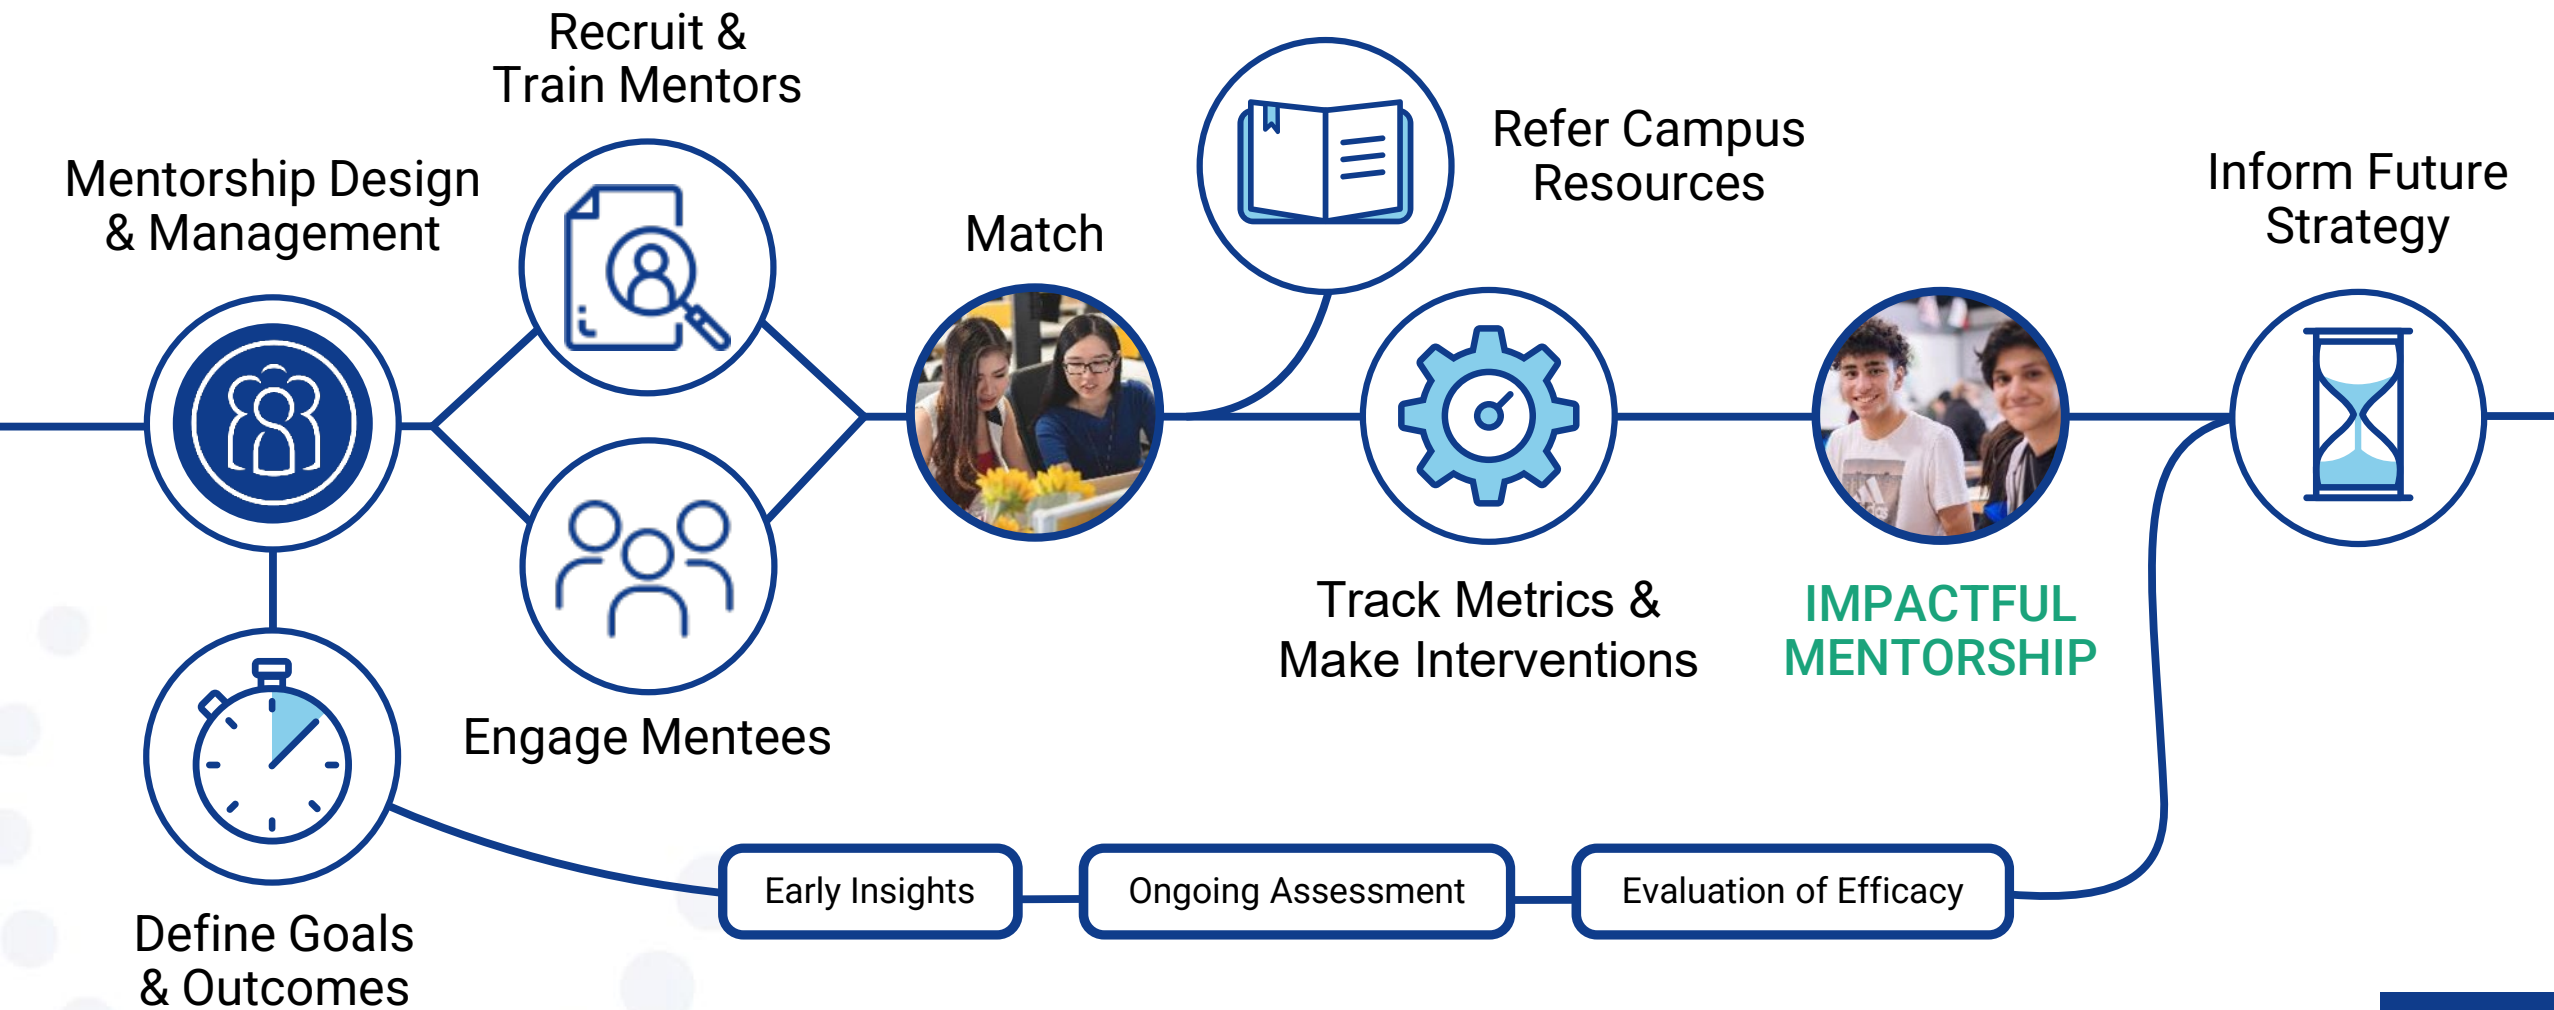 Recruit &
Train Mentors
Mentorship Design
& Management
Match
Refer Campus
Resources
Inform Future
Strategy
Track Metrics &
Make Interventions
IMPACTFUL
MENTORSHIP
Engage Mentees
Early Insights
Ongoing Assessment
Evaluation of Efficacy
Define Goals
& Outcomes
adidas